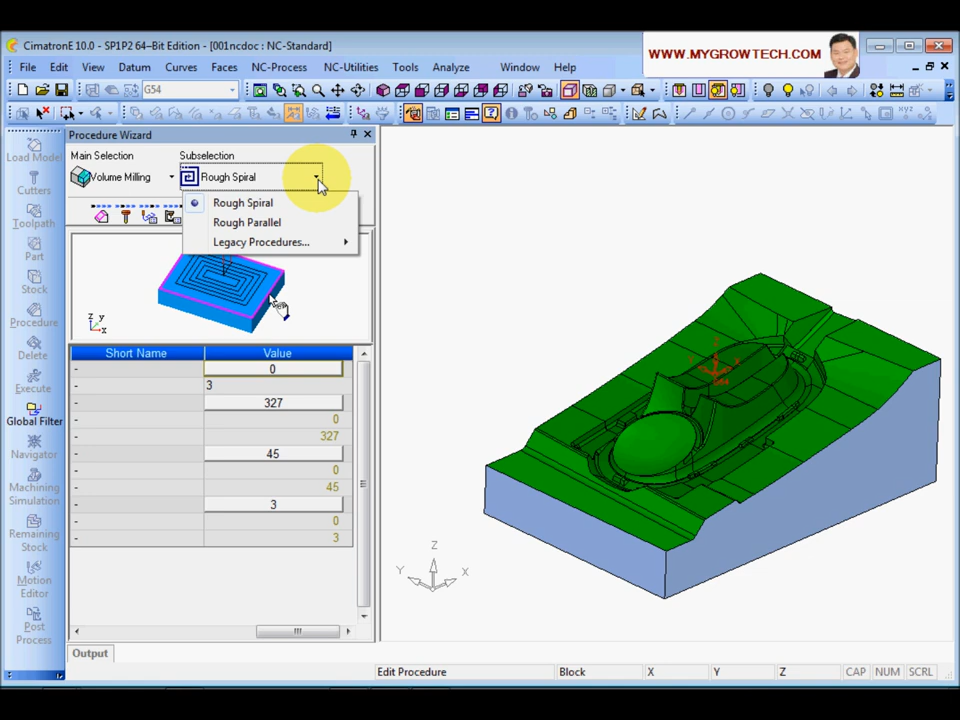 CimatronE 10.0 - SP1P2 64-Bit Edition - [001ncdoc : NC-Standard]
WWW.MYGROWTECH.COM
File Edit View Datum Curves Faces NC-Process NC-Utilities Tools Analyze Window Help
G54
Procedure Wizard
Load Model
Cutters
Toolpath
Part
Stock
Procedure
Delete
Execute
Global Filter
Navigator
Machining
Simulation
Remaining
Stock
Motion
Editor
Post
Process
Main Selection Subselection
Volume Milling Rough Spiral
Rough Spiral
Rough Parallel
Legacy Procedures...
Z Y
X
Short Name Value
- 0
- 3
- 327
- 0
- 327
- 45
- 0
- 45
- 3
- 0
- 3
Z
Y X
Output
Edit Procedure Block X Y Z CAP NUM SCRL